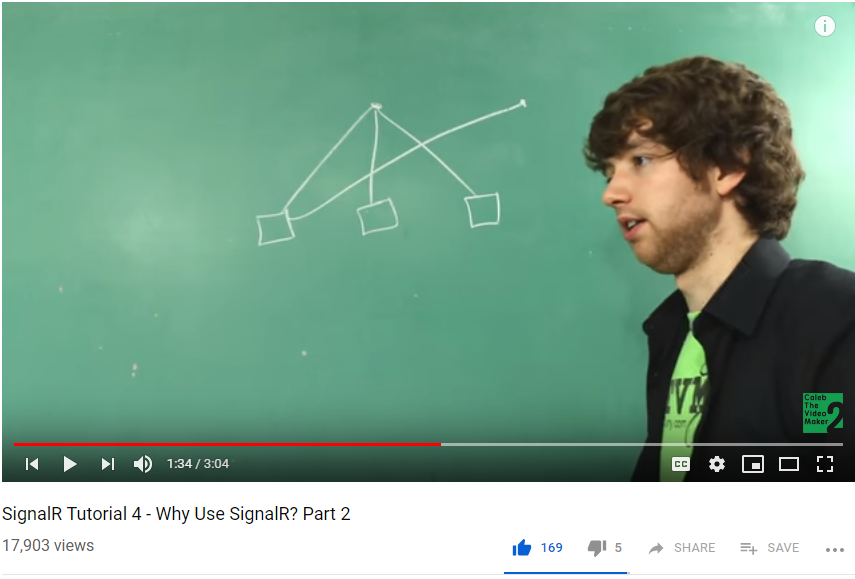 i
Caleb
The
Video
Maker 2
1:34 / 3:04
CC
SignalR Tutorial 4 - Why Use SignalR? Part 2
17,903 views
169
5
SHARE
SAVE